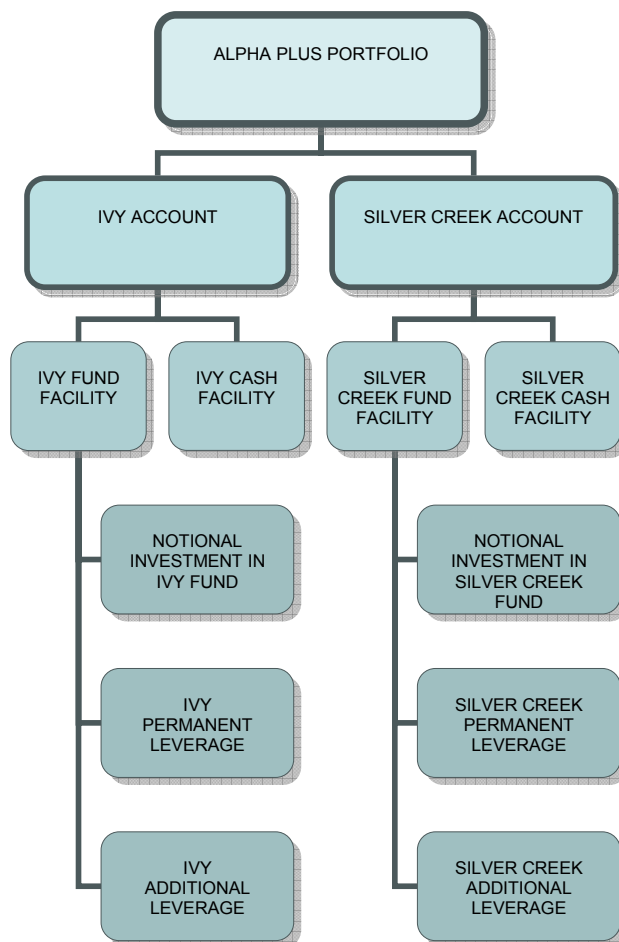 ALPHA PLUS PORTFOLIO
IVY ACCOUNT
SILVER CREEK ACCOUNT
IVY FUND
FACILITY
IVY CASH
FACILITY
SILVER
CREEK FUND
FACILITY
SILVER
CREEK CASH
FACILITY
NOTIONAL
INVESTMENT IN
IVY FUND
NOTIONAL
INVESTMENT IN
SILVER CREEK
FUND
IVY
PERMANENT
LEVERAGE
SILVER CREEK
PERMANENT
LEVERAGE
IVY
ADDITIONAL
LEVERAGE
SILVER CREEK
ADDITIONAL
LEVERAGE